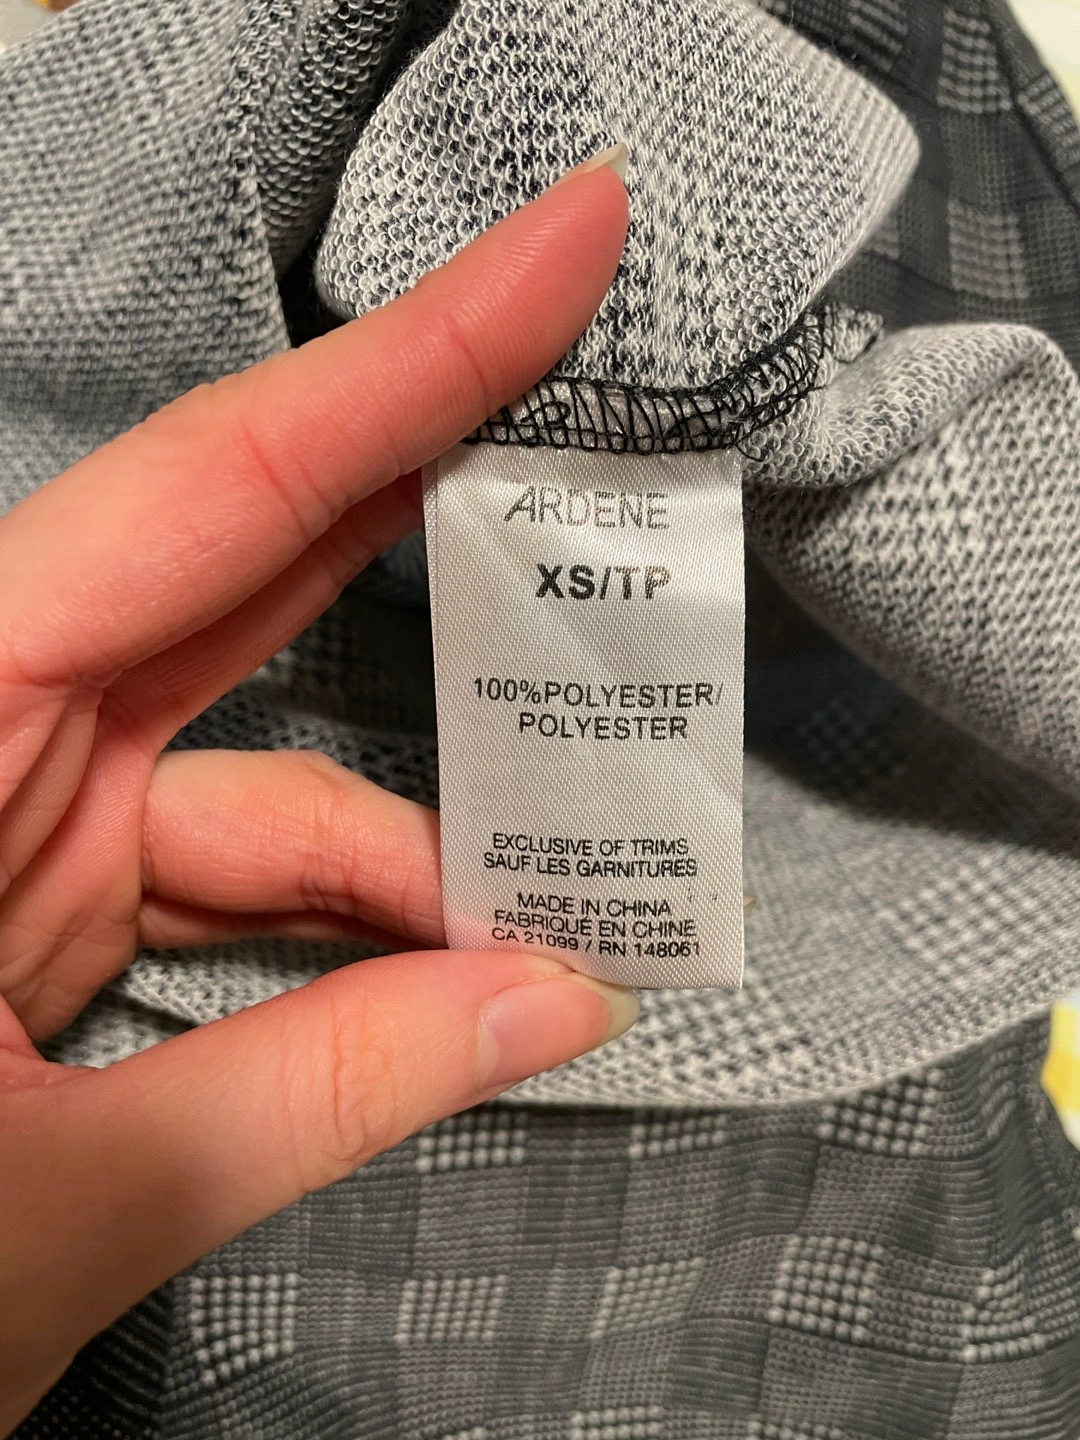 ARDENE
XS/TP
100%POLYESTER/
POLYESTER
EXCLUSIVE OF TRIMS
SAUF LES GARNITURES
MADE IN CHINA
FABRIQUÉ EN CHINE
CA 21099 / RN 148061